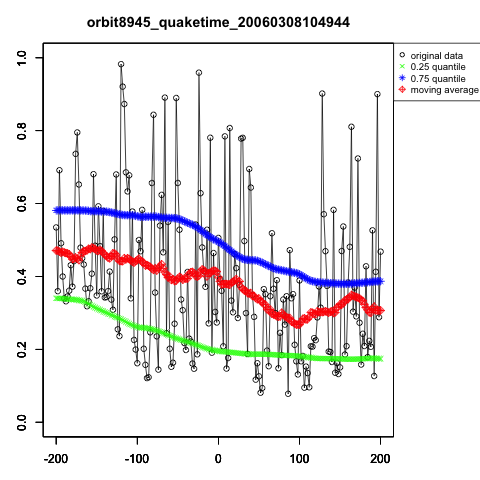 orbit8945_quaketime_20060308104944
original data
0.25 quantile
0.75 quantile
moving average
1.0
0.8
0.6
0.4
0.2
0.0
-200 -100 0 100 200